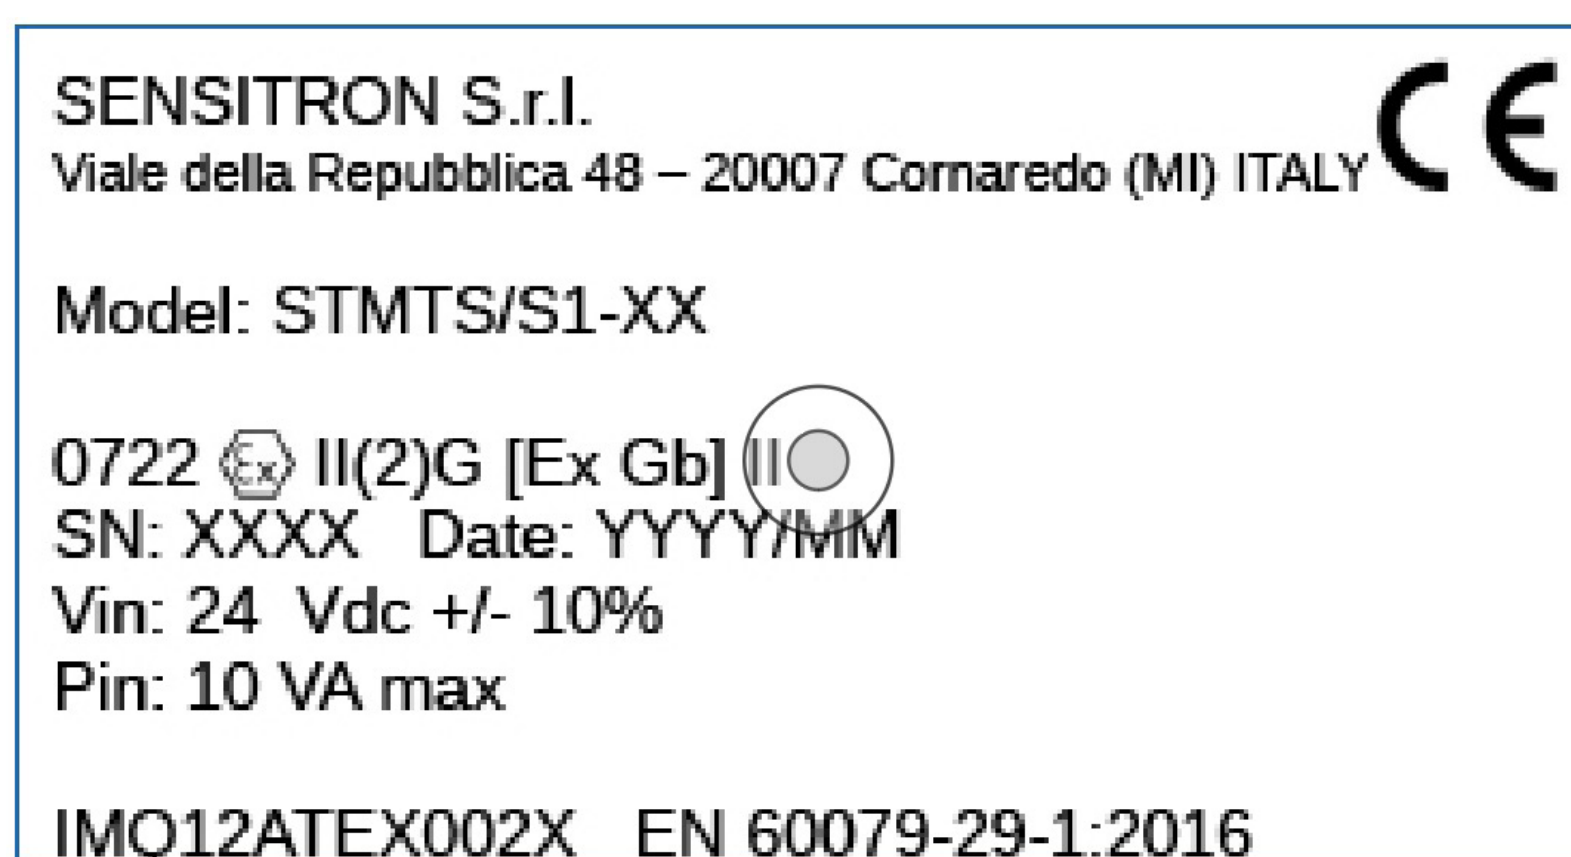 SENSITRON S.r.l.
Viale della Repubblica 48 – 20007 Cornaredo (MI) ITALY CE
Model: STMTS/S1-XX
0722 Ex II(2)G [Ex Gb]
SN: XXXX Date: YYYY/MM
Vin: 24 Vdc +/- 10%
Pin: 10 VA max
IMQ12ATEX002X EN 60079-29-1:2016